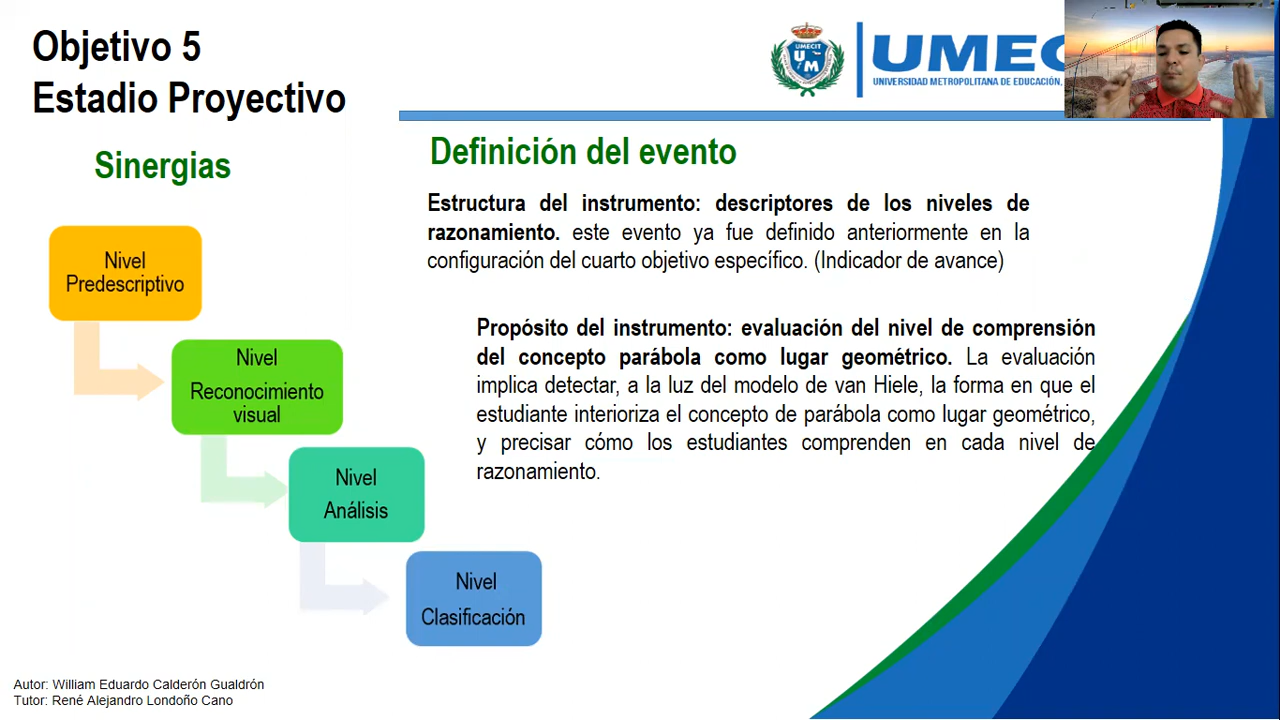 Objetivo 5
Estadio Proyectivo
UMECIT
UM
UMEC
UNIVERSIDAD METROPOLITANA DE EDUCACIÓN,
Sinergias
Nivel
Predescriptivo
Nivel
Reconocimiento
visual
Nivel
Análisis
Nivel
Clasificación
Definición del evento
Estructura del instrumento: descriptores de los niveles de
razonamiento. este evento ya fue definido anteriormente en la
configuración del cuarto objetivo específico. (Indicador de avance)
Propósito del instrumento: evaluación del nivel de comprensión
del concepto parábola como lugar geométrico. La evaluación
implica detectar, a la luz del modelo de van Hiele, la forma en que el
estudiante interioriza el concepto de parábola como lugar geométrico,
y precisar cómo los estudiantes comprenden en cada nivel de
razonamiento.
Autor: William Eduardo Calderón Gualdrón
Tutor: René Alejandro Londoño Cano